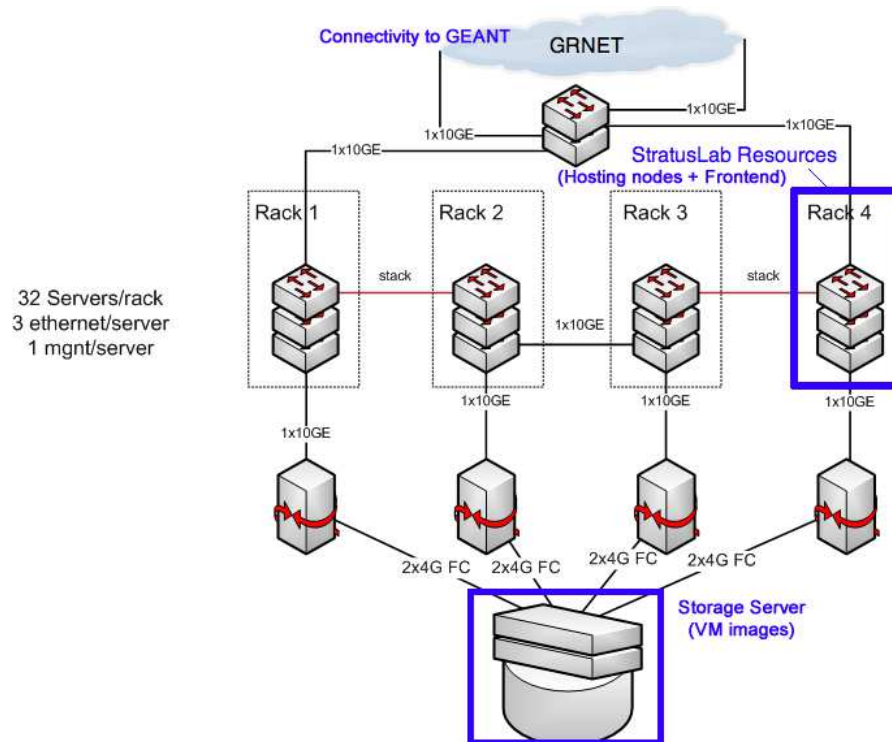 Connectivity to GEANT
GRNET
1x10GE
1x10GE
1x10GE
1x10GE
StratusLab Resources
(Hosting nodes + Frontend)
Rack 1
Rack 2
Rack 3
Rack 4
stack
stack
32 Servers/rack
3 ethernet/server
1 mgnt/server
1x10GE
1x10GE
1x10GE
1x10GE
1x10GE
2x4G FC
2x4G FC
2x4G FC
2x4G FC
Storage Server
(VM images)